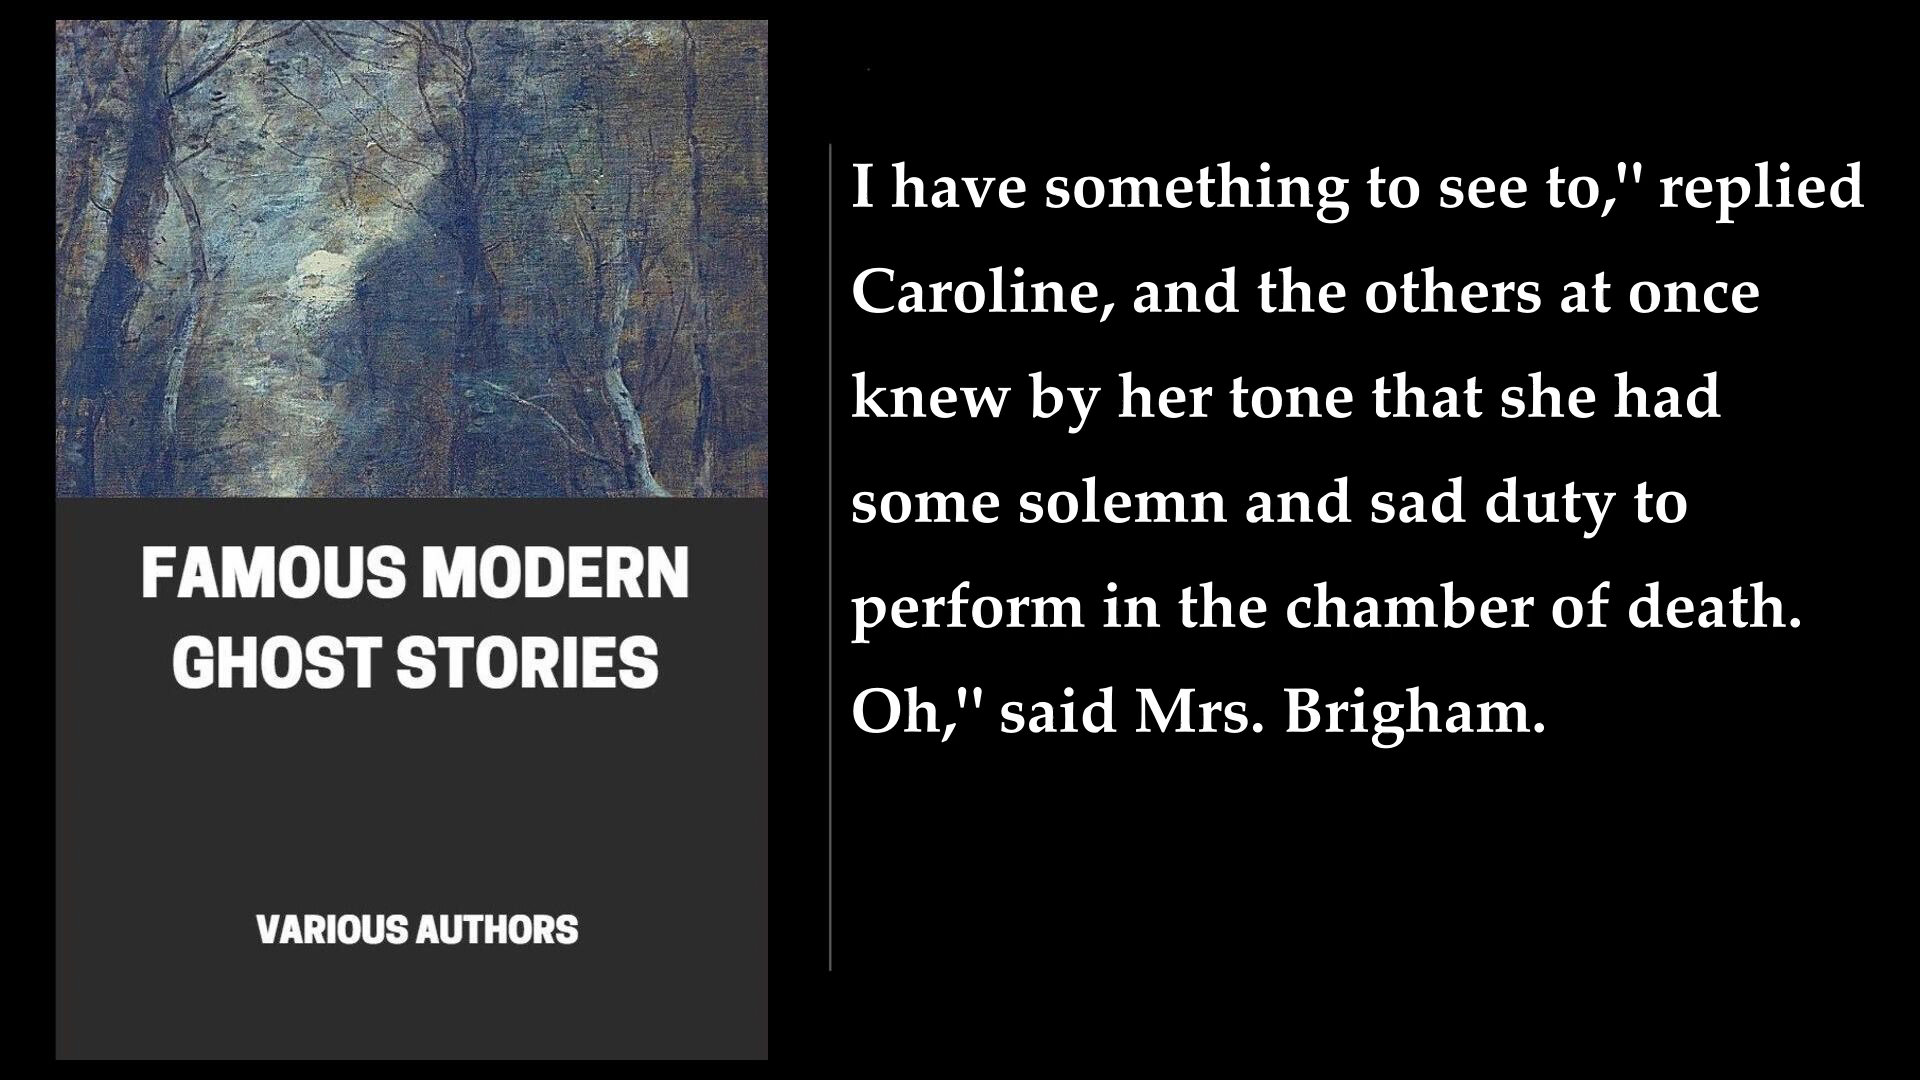 FAMOUS MODERN
GHOST STORIES
VARIOUS AUTHORS
I have something to see to," replied
Caroline, and the others at once
knew by her tone that she had
some solemn and sad duty to
perform in the chamber of death.
Oh," said Mrs. Brigham.